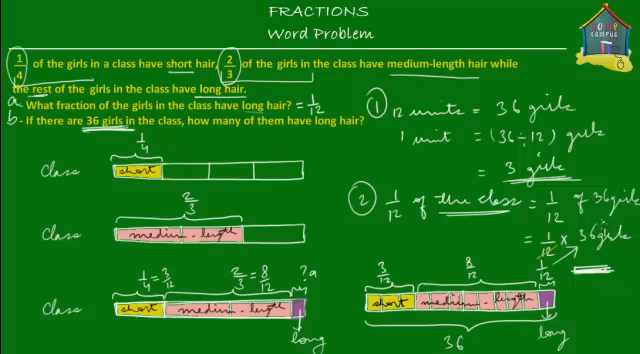 FRACTIONS
Word Problem
home campus
1/4 of the girls in a class have short hair, 2/3 of the girls in the class have medium-length hair while
the rest of the girls in the class have long hair.
a. What fraction of the girls in the class have long hair? = 1/12
b. If there are 36 girls in the class, how many of them have long hair?
1/4
Class short
2/3
Class medium-length
1/4 = 3/12 2/3 = 8/12 ? a
Class short medium-length
long
1 12 units = 36 girls
1 unit = (36 ÷ 12) girls
= 3 girls
2 1/12 of the class = 1/12 of 36 girls
= 1/12 × 36 girls
3/12 8/12 1/12
short medium-length
36 long